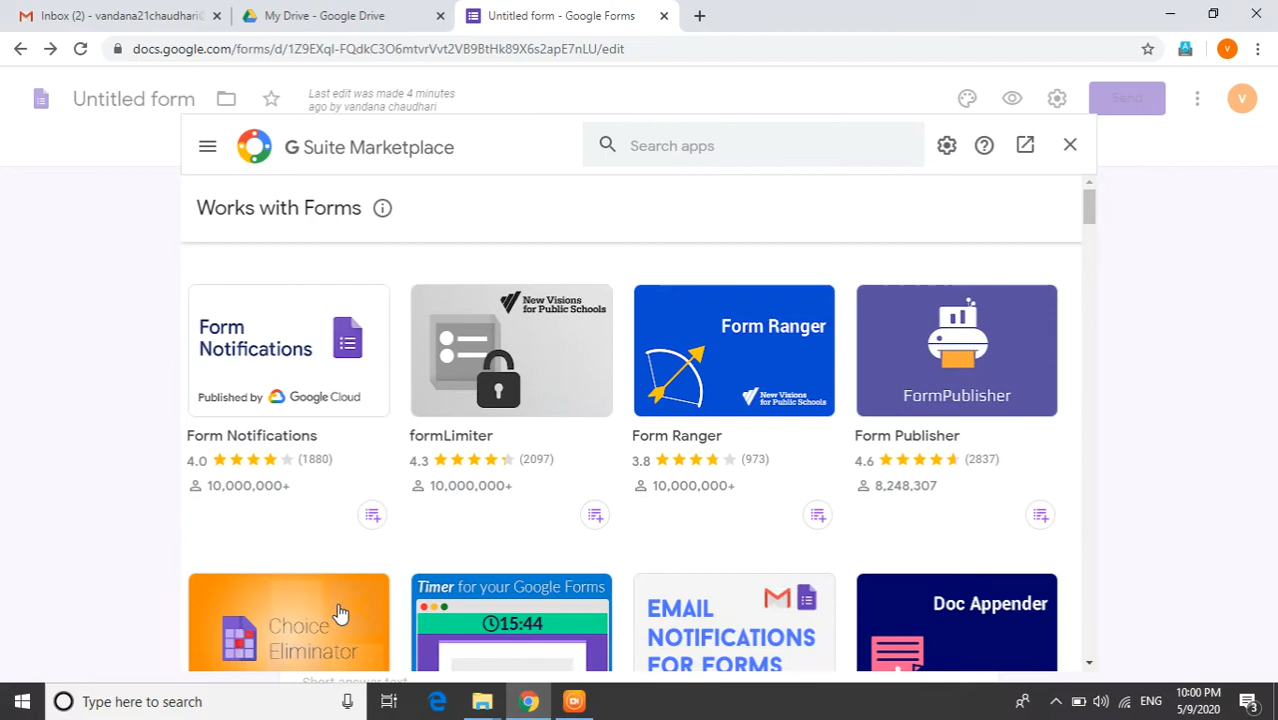 Inbox (2) - vandana21chaudhari@
My Drive - Google Drive
Untitled form - Google Forms
docs.google.com/forms/d/1Z9EXqI-FQdkC3O6mtvrVvt2VB9BtHk89X6s2apE7nLU/edit
V
Untitled form
Last edit was made 4 minutes
ago by vandana chaudhari
Send
V
G Suite Marketplace
Search apps
Works with Forms
Form
Notifications
Published by Google Cloud
New Visions
for Public Schools
Form Ranger
New Visions
for Public Schools
FormPublisher
Form Notifications
formLimiter
Form Ranger
Form Publisher
4.0 (1880)
4.3 (2097)
3.8 (973)
4.6 (2837)
10,000,000+
10,000,000+
10,000,000+
8,248,307
Choice
Eliminator
Timer for your Google Forms
15:44
EMAIL
NOTIFICATIONS
FOR FORMS
Doc Appender
Short answer text
Type here to search
ENG
10:00 PM
5/9/2020
3